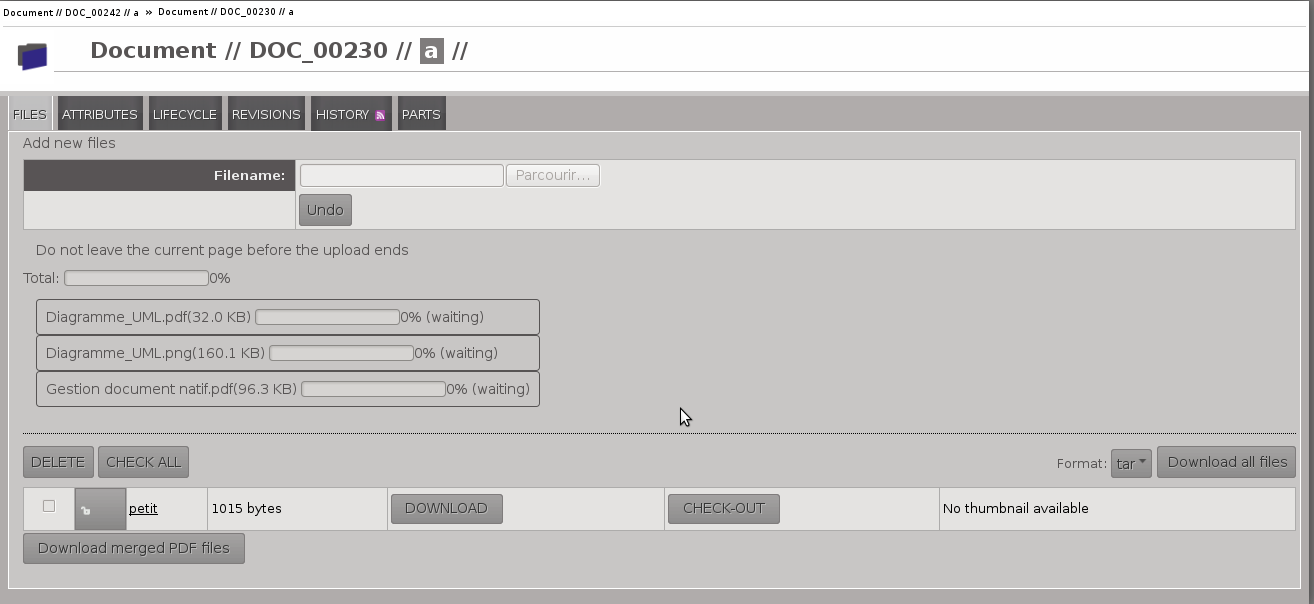 Document // DOC_00242 // a » Document // DOC_00230 // a
Document // DOC_00230 // a //
FILES ATTRIBUTES LIFECYCLE REVISIONS HISTORY PARTS
Add new files
Filename: Parcourir...
Undo
Do not leave the current page before the upload ends
Total: 0%
Diagramme_UML.pdf(32.0 KB) 0% (waiting)
Diagramme_UML.png(160.1 KB) 0% (waiting)
Gestion document natif.pdf(96.3 KB) 0% (waiting)
DELETE CHECK ALL Format: tar Download all files
petit 1015 bytes DOWNLOAD CHECK-OUT No thumbnail available
Download merged PDF files